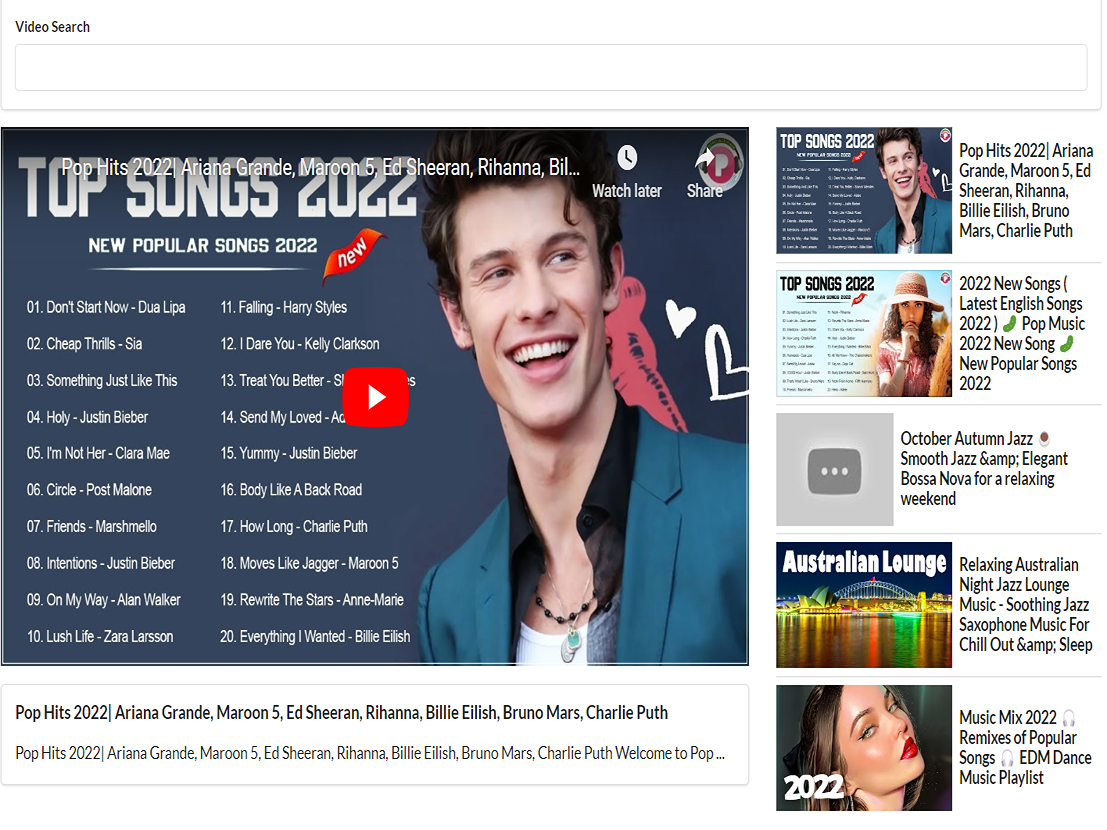 Video Search
Pop Hits 2022| Ariana Grande, Maroon 5, Ed Sheeran, Rihanna, Bil...
Watch later
Share
TOP SONGS 2022
NEW POPULAR SONGS 2022
new
01. Don't Start Now - Dua Lipa
02. Cheap Thrills - Sia
03. Something Just Like This
04. Holy - Justin Bieber
05. I'm Not Her - Clara Mae
06. Circle - Post Malone
07. Friends - Marshmello
08. Intentions - Justin Bieber
09. On My Way - Alan Walker
10. Lush Life - Zara Larsson
11. Falling - Harry Styles
12. I Dare You - Kelly Clarkson
13. Treat You Better -
14. Send My Loved -
15. Yummy - Justin Bieber
16. Body Like A Back Road
17. How Long - Charlie Puth
18. Moves Like Jagger - Maroon 5
19. Rewrite The Stars - Anne-Marie
20. Everything I Wanted - Billie Eilish
Pop Hits 2022| Ariana Grande, Maroon 5, Ed Sheeran, Rihanna, Billie Eilish, Bruno Mars, Charlie Puth
Pop Hits 2022| Ariana Grande, Maroon 5, Ed Sheeran, Rihanna, Billie Eilish, Bruno Mars, Charlie Puth Welcome to Pop ...
TOP SONGS 2022
NEW POPULAR SONGS 2022
Pop Hits 2022| Ariana
Grande, Maroon 5, Ed
Sheeran, Rihanna,
Billie Eilish, Bruno
Mars, Charlie Puth
TOP SONGS 2022
NEW POPULAR SONGS 2022
2022 New Songs (
Latest English Songs
2022 ) 🥒 Pop Music
2022 New Song 🥒
New Popular Songs
2022
October Autumn Jazz ☕
Smooth Jazz &amp; Elegant
Bossa Nova for a relaxing
weekend
Australian Lounge
Relaxing Australian
Night Jazz Lounge
Music - Soothing Jazz
Saxophone Music For
Chill Out &amp; Sleep
2022
Music Mix 2022 🎧
Remixes of Popular
Songs 🎧 EDM Dance
Music Playlist